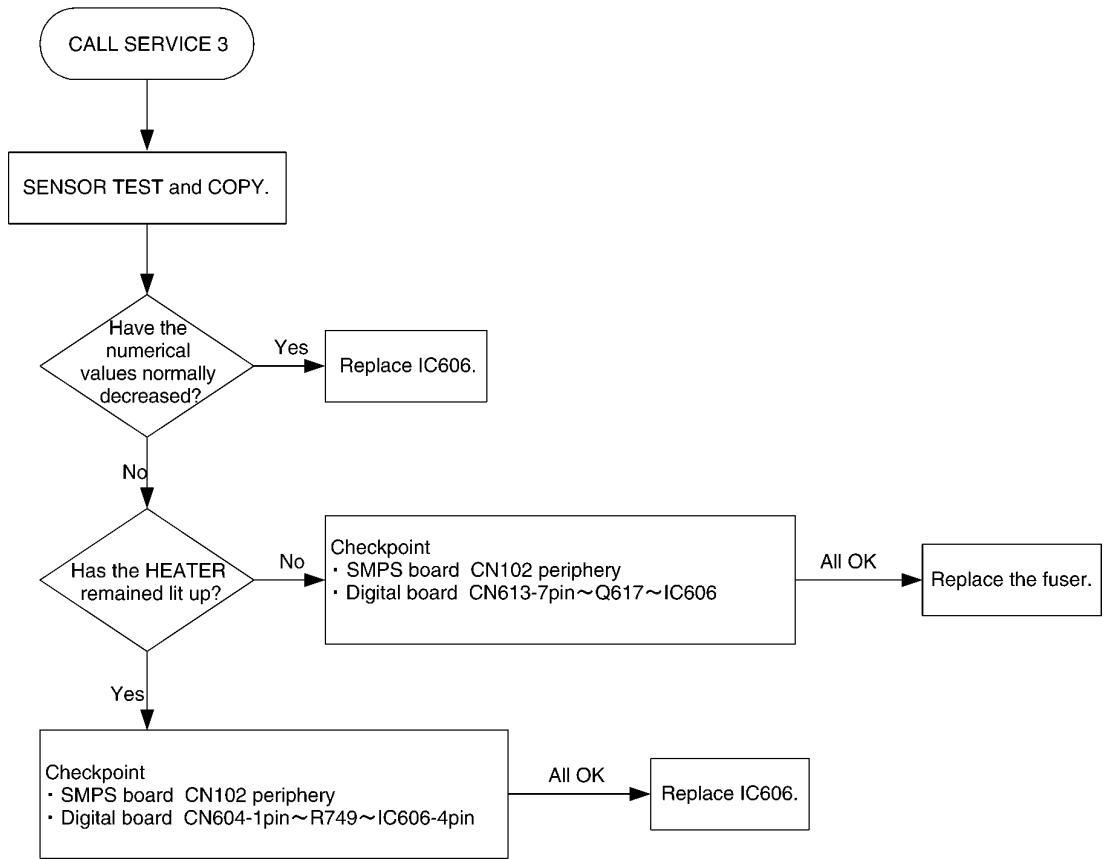 CALL SERVICE 3
SENSOR TEST and COPY.
Have the
numerical
values normally
decreased?
Yes
Replace IC606.
No
Has the HEATER
remained lit up?
No
Checkpoint
・ SMPS board CN102 periphery
・ Digital board CN613-7pin～Q617～IC606
All OK
Replace the fuser.
Yes
Checkpoint
・ SMPS board CN102 periphery
・ Digital board CN604-1pin～R749～IC606-4pin
All OK
Replace IC606.